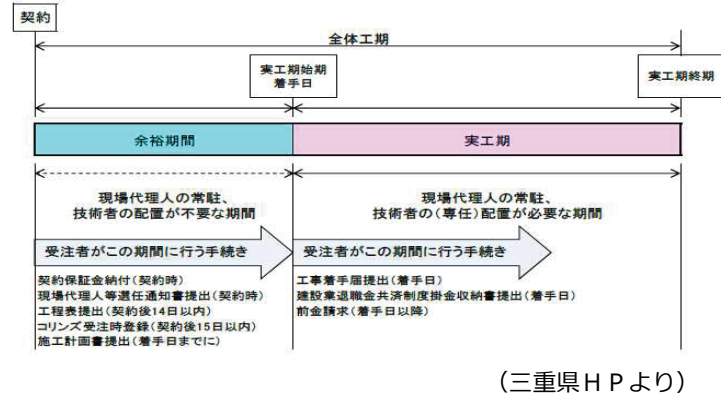 契約
全体工期
実工期始期
着手日
実工期終期
余裕期間
実工期
現場代理人の常駐、
技術者の配置が不要な期間
現場代理人の常駐、
技術者の(専任)配置が必要な期間
受注者がこの期間に行う手続き
受注者がこの期間に行う手続き
契約保証金納付(契約時)
現場代理人等選任通知書提出(契約時)
工程表提出(契約後14日以内)
コリンズ受注時登録(契約後15日以内)
施工計画書提出(着手日までに)
工事着手届提出(着手日)
建設業退職金共済制度掛金収納書提出(着手日)
前金請求(着手日以降)
(三重県HPより)